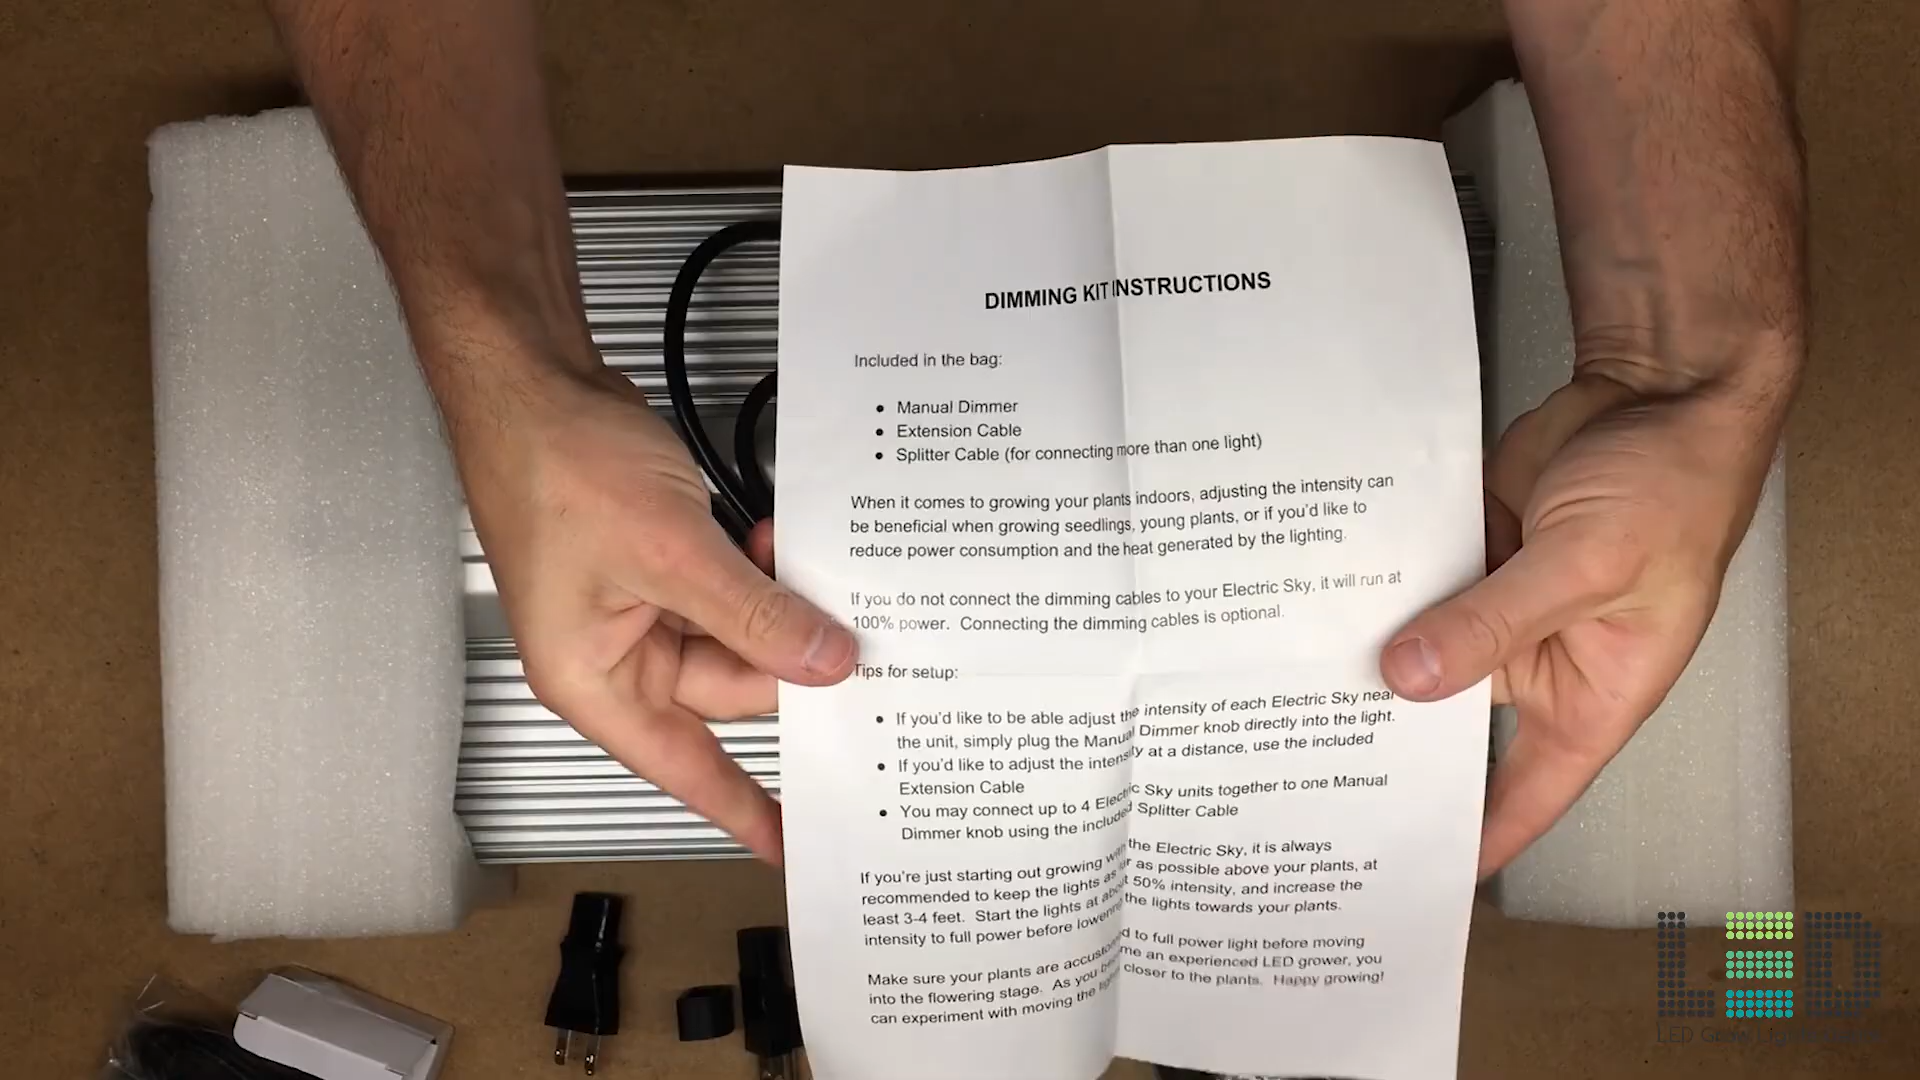 DIMMING KIT INSTRUCTIONS
Included in the bag:
● Manual Dimmer
● Extension Cable
● Splitter Cable (for connecting more than one light)
When it comes to growing your plants indoors, adjusting the intensity can
be beneficial when growing seedlings, young plants, or if you'd like to
reduce power consumption and the heat generated by the lighting.
If you do not connect the dimming cables to your Electric Sky, it will run at
100% power. Connecting the dimming cables is optional.
Tips for setup:
● If you'd like to be able adjust the intensity of each Electric Sky near
the unit, simply plug the Manual Dimmer knob directly into the light.
● If you'd like to adjust the intensity at a distance, use the included
Extension Cable
● You may connect up to 4 Electric Sky units together to one Manual
Dimmer knob using the included Splitter Cable
If you're just starting out growing with the Electric Sky, it is always
recommended to keep the lights as far as possible above your plants, at
least 3-4 feet. Start the lights at about 50% intensity, and increase the
intensity to full power before lowering the lights towards your plants.
Make sure your plants are accustomed to full power light before moving
into the flowering stage. As you become an experienced LED grower, you
can experiment with moving the light closer to the plants. Happy growing!
LED
LED Grow Lights